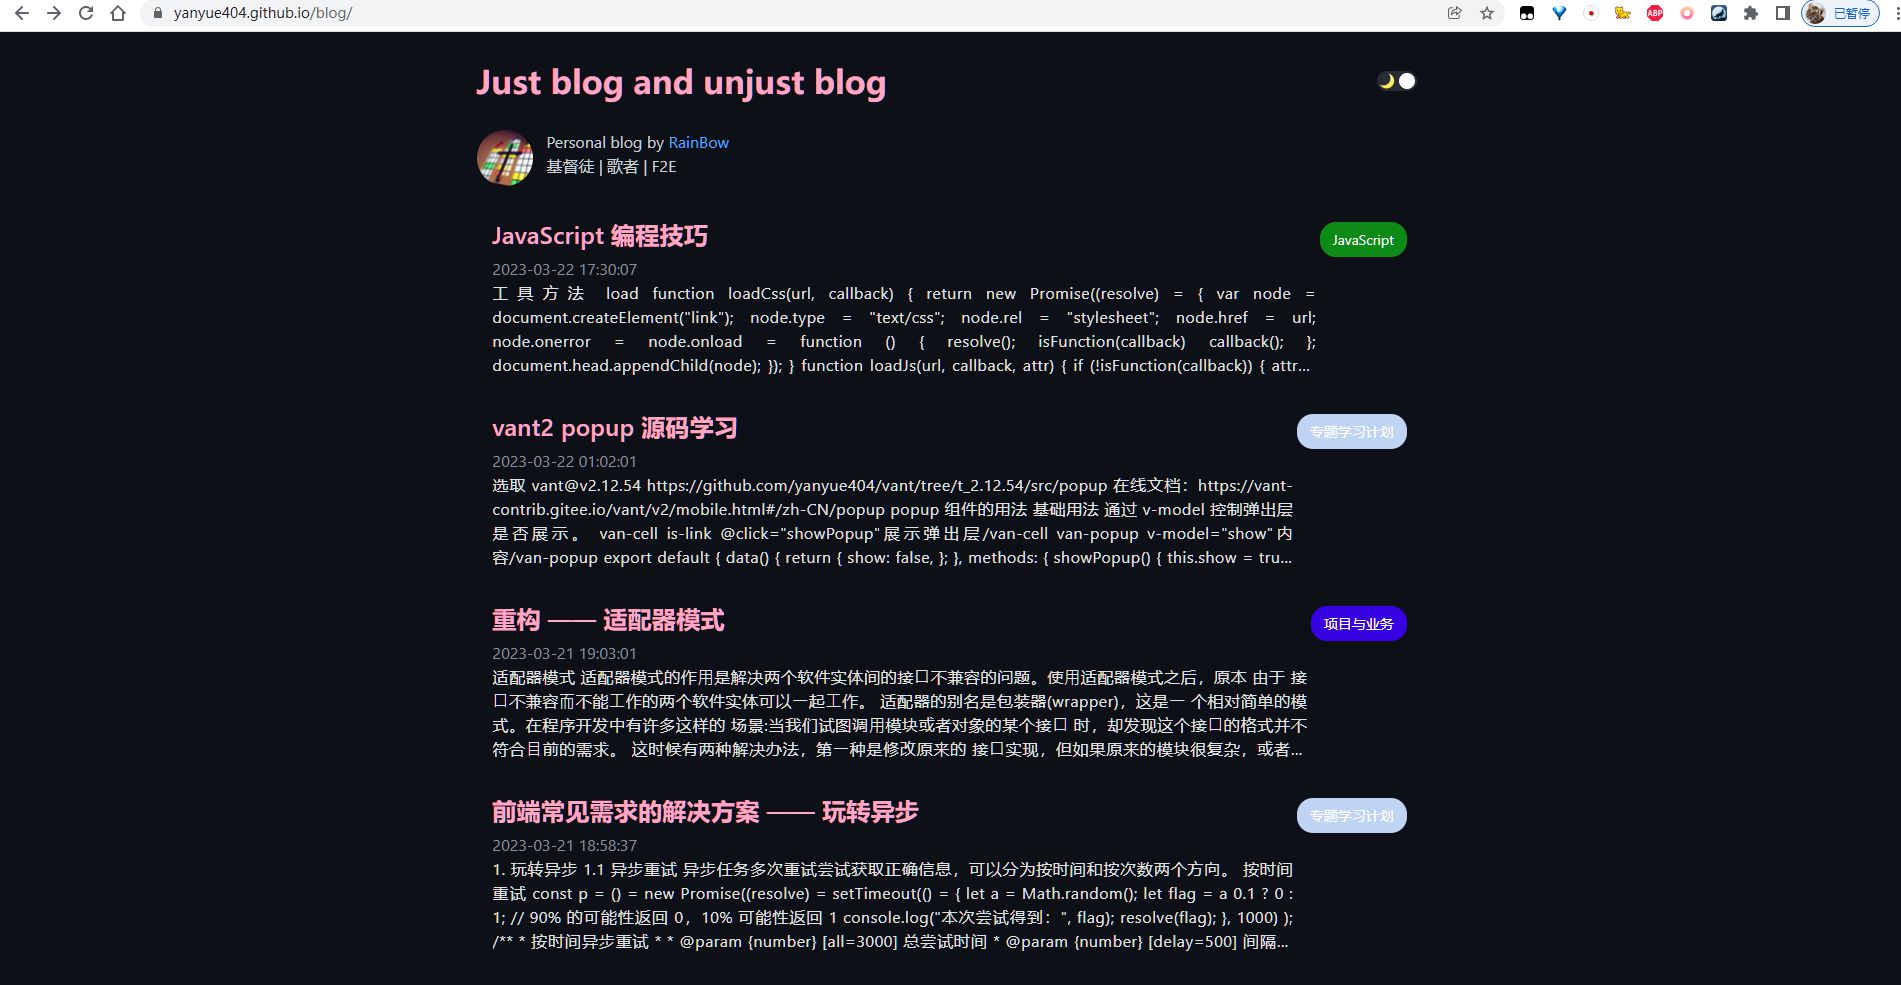 yanyue404.github.io/blog/
ABP
已暂停
Just blog and unjust blog
Personal blog by RainBow
基督徒 | 歌者 | F2E
JavaScript 编程技巧
JavaScript
2023-03-22 17:30:07
工具方法 load function loadCss(url, callback) { return new Promise((resolve) = { var node =
document.createElement("link"); node.type = "text/css"; node.rel = "stylesheet"; node.href = url;
node.onerror = node.onload = function () { resolve(); isFunction(callback) callback(); };
document.head.appendChild(node); }); } function loadJs(url, callback, attr) { if (!isFunction(callback)) { attr...
vant2 popup 源码学习
专题学习计划
2023-03-22 01:02:01
选取 vant@v2.12.54 https://github.com/yanyue404/vant/tree/t_2.12.54/src/popup 在线文档：https://vant-
contrib.gitee.io/vant/v2/mobile.html#/zh-CN/popup popup 组件的用法 基础用法 通过 v-model 控制弹出层
是否展示。 van-cell is-link @click="showPopup"展示弹出层/van-cell van-popup v-model="show"内
容/van-popup export default { data() { return { show: false, }; }, methods: { showPopup() { this.show = tru...
重构 —— 适配器模式
项目与业务
2023-03-21 19:03:01
适配器模式 适配器模式的作用是解决两个软件实体间的接口不兼容的问题。使用适配器模式之后，原本 由于 接
口不兼容而不能工作的两个软件实体可以一起工作。 适配器的别名是包装器(wrapper)，这是一 个相对简单的模
式。在程序开发中有许多这样的 场景:当我们试图调用模块或者对象的某个接口 时，却发现这个接口的格式并不
符合目前的需求。 这时候有两种解决办法，第一种是修改原来的 接口实现，但如果原来的模块很复杂，或者...
前端常见需求的解决方案 —— 玩转异步
专题学习计划
2023-03-21 18:58:37
1. 玩转异步 1.1 异步重试 异步任务多次重试尝试获取正确信息，可以分为按时间和按次数两个方向。 按时间
重试 const p = () = new Promise((resolve) = setTimeout(() = { let a = Math.random(); let flag = a 0.1 ? 0 :
1; // 90% 的可能性返回 0，10% 可能性返回 1 console.log("本次尝试得到：", flag); resolve(flag); }, 1000) );
/** * 按时间异步重试 * * @param {number} [all=3000] 总尝试时间 * @param {number} [delay=500] 间隔...